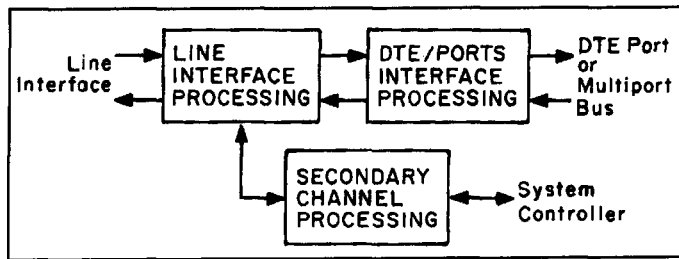 Line
Interface
LINE
INTERFACE
PROCESSING
DTE/PORTS
INTERFACE
PROCESSING
DTE Port
or
Multiport
Bus
SECONDARY
CHANNEL
PROCESSING
System
Controller